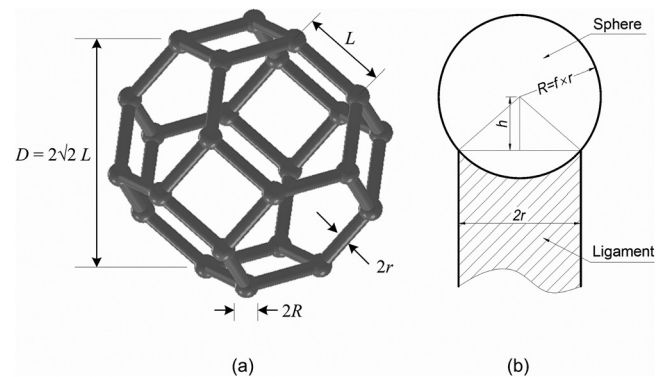 L
D = 2√2 L
2r
2R
(a)
Sphere
R=f×r
h
2r
Ligament
(b)